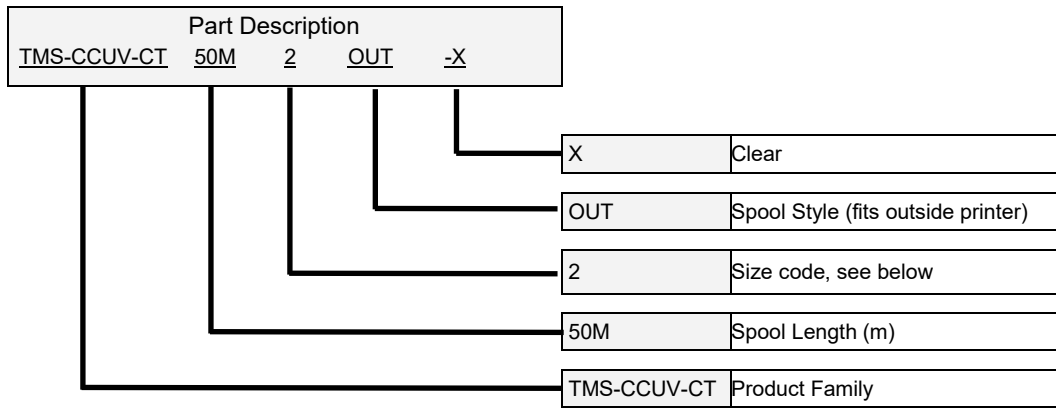 Part Description
TMS-CCUV-CT 50M 2 OUT -X
X Clear
OUT Spool Style (fits outside printer)
2 Size code, see below
50M Spool Length (m)
TMS-CCUV-CT Product Family